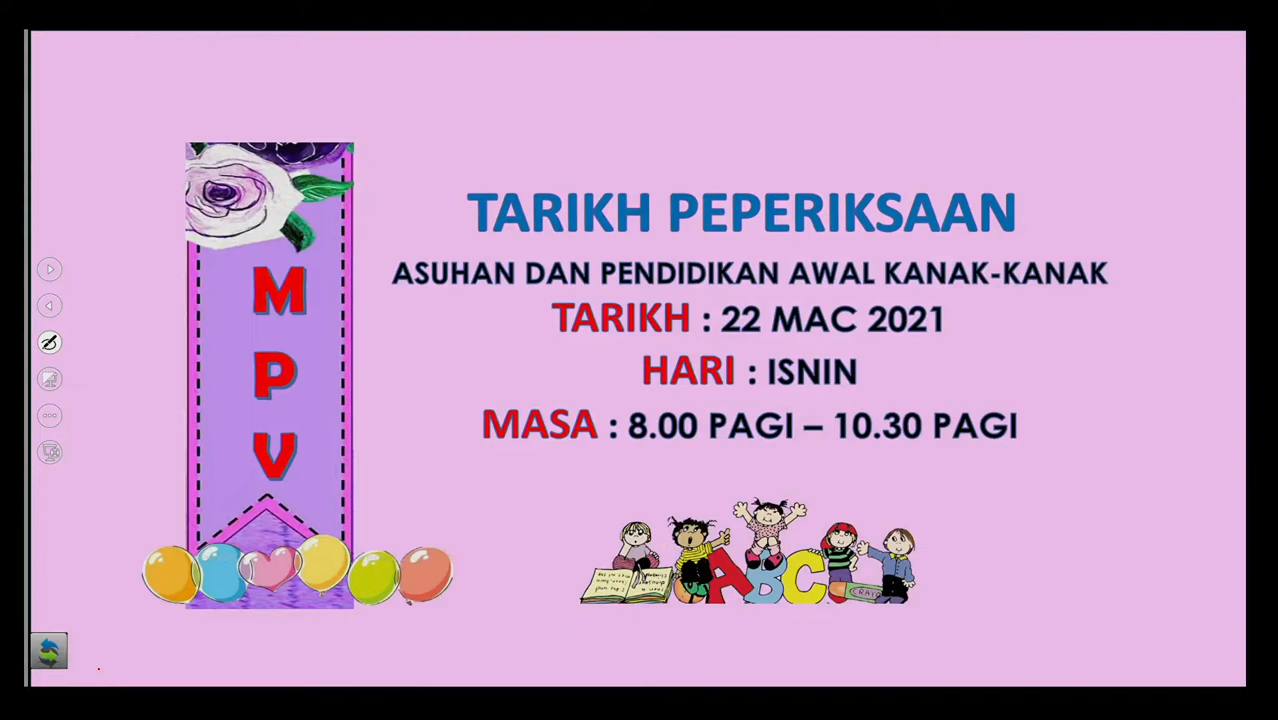 M
P
V
TARIKH PEPERIKSAAN
ASUHAN DAN PENDIDIKAN AWAL KANAK-KANAK
TARIKH : 22 MAC 2021
HARI : ISNIN
MASA : 8.00 PAGI – 10.30 PAGI
ABC